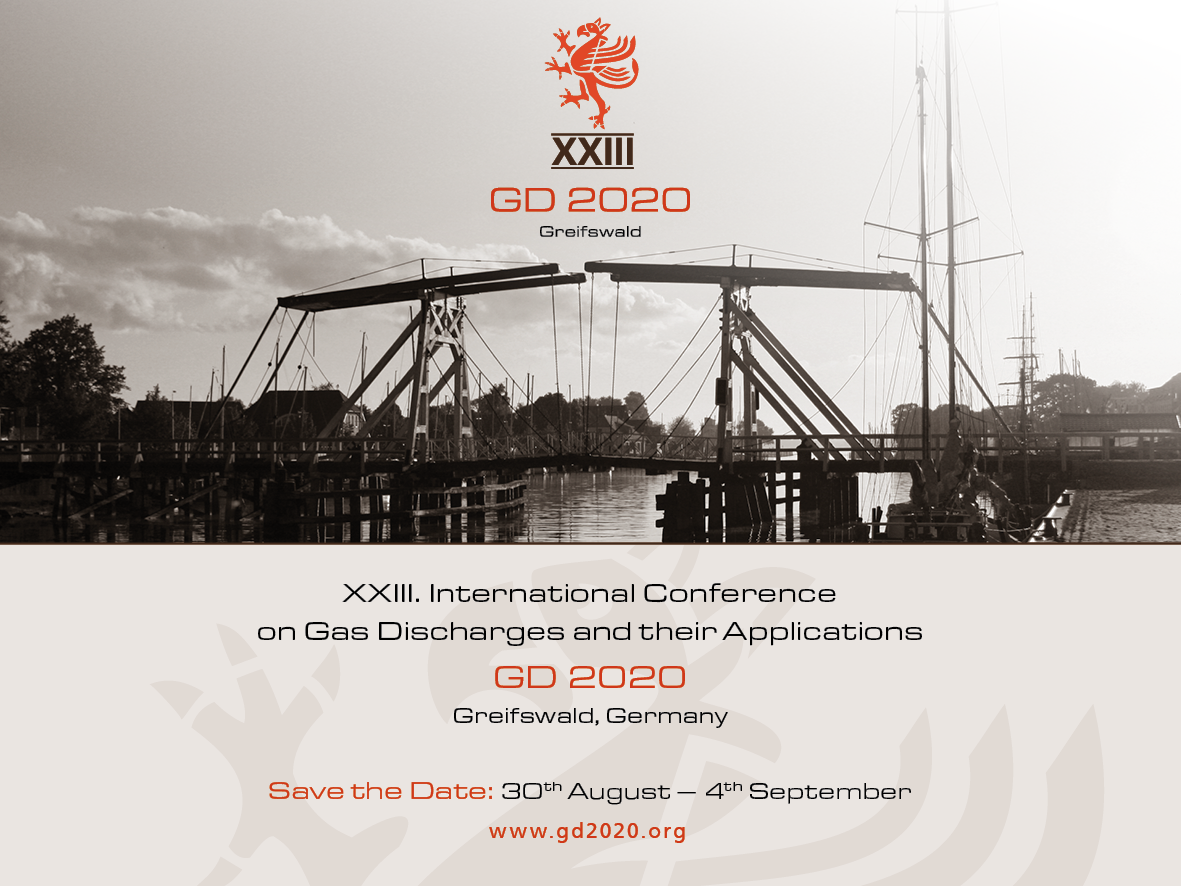 XXIII
GD 2020
Greifswald
XXIII. International Conference
on Gas Discharges and their Applications
GD 2020
Greifswald, Germany
Save the Date: 30th August – 4th September
www.gd2020.org